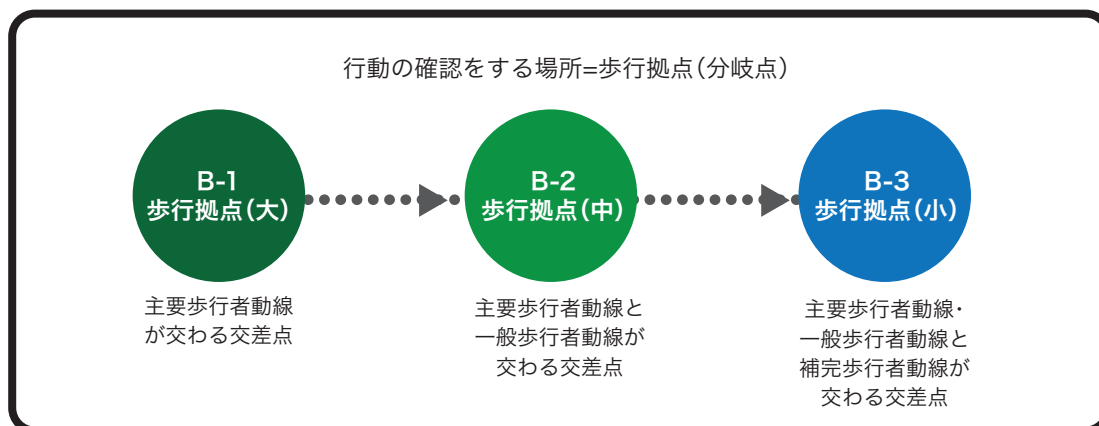 行動の確認をする場所=歩行拠点(分岐点)
B-1
歩行拠点(大)
主要歩行者動線
が交わる交差点
B-2
歩行拠点(中)
主要歩行者動線と
一般歩行者動線が
交わる交差点
B-3
歩行拠点(小)
主要歩行者動線・
一般歩行者動線と
補完歩行者動線が
交わる交差点